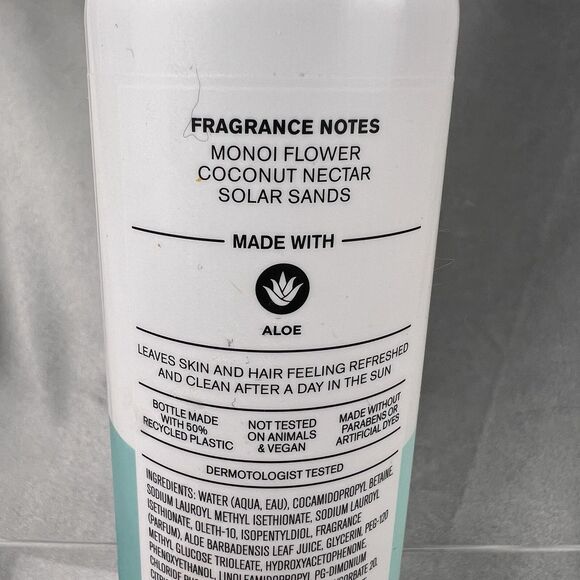 FRAGRANCE NOTES
MONOI FLOWER
COCONUT NECTAR
SOLAR SANDS
MADE WITH
ALOE
LEAVES SKIN AND HAIR FEELING REFRESHED
AND CLEAN AFTER A DAY IN THE SUN
BOTTLE MADE
WITH 50%
RECYCLED PLASTIC
NOT TESTED
ON ANIMALS
& VEGAN
MADE WITHOUT
PARABENS OR
ARTIFICIAL DYES
DERMOTOLOGIST TESTED
INGREDIENTS: WATER (AQUA, EAU), COCAMIDOPROPYL BETAINE,
SODIUM LAUROYL METHYL ISETHIONATE, SODIUM LAUROYL
ISETHIONATE, OLETH-10, ISOPENTYLDIOL, FRAGRANCE
(PARFUM), ALOE BARBADENSIS LEAF JUICE, GLYCERIN, PEG-120
METHYL GLUCOSE TRIOLEATE, HYDROXYACETOPHENONE,
PHENOXYETHANOL, LINOLEAMIDOPROPYL PG-DIMONIUM
CHLORIDE